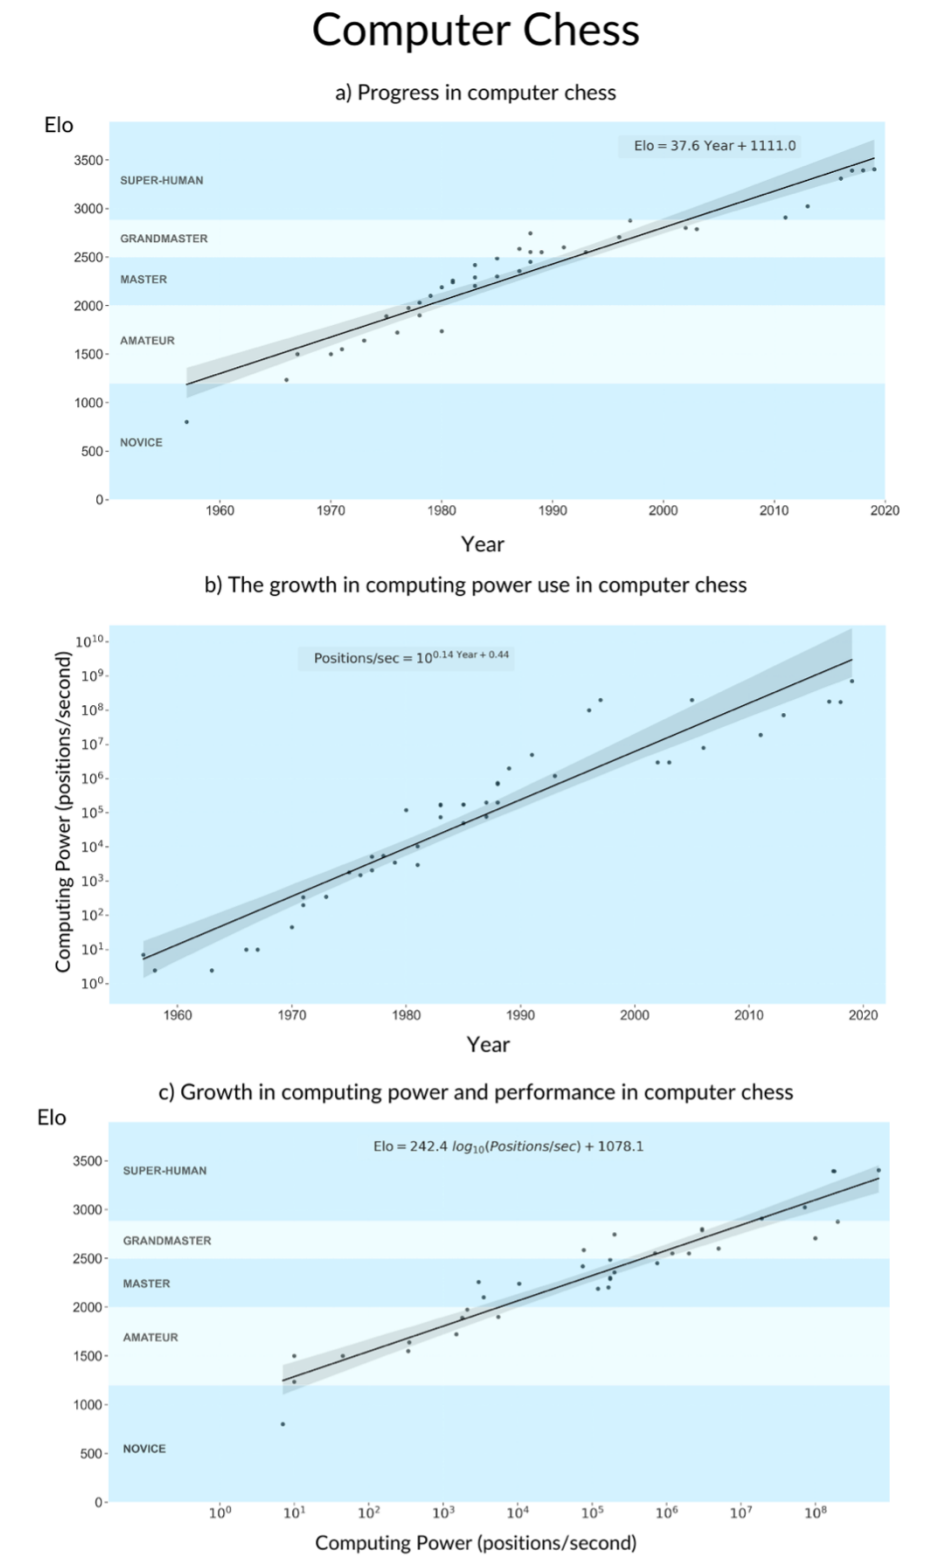 Computer Chess
a) Progress in computer chess
Elo
Elo = 37.6 Year + 1111.0
3500
SUPER-HUMAN
3000
GRANDMASTER
2500
MASTER
2000
AMATEUR
1500
1000
NOVICE
500
0
1960 1970 1980 1990 2000 2010 2020
Year
b) The growth in computing power use in computer chess
Computing Power (positions/second)
Positions/sec = 10^0.14 Year + 0.44
10^10
10^9
10^8
10^7
10^6
10^5
10^4
10^3
10^2
10^1
10^0
1960 1970 1980 1990 2000 2010 2020
Year
c) Growth in computing power and performance in computer chess
Elo
Elo = 242.4 log₁₀(Positions/sec) + 1078.1
3500
SUPER-HUMAN
3000
GRANDMASTER
2500
MASTER
2000
AMATEUR
1500
1000
NOVICE
500
0
10^0 10^1 10^2 10^3 10^4 10^5 10^6 10^7 10^8
Computing Power (positions/second)